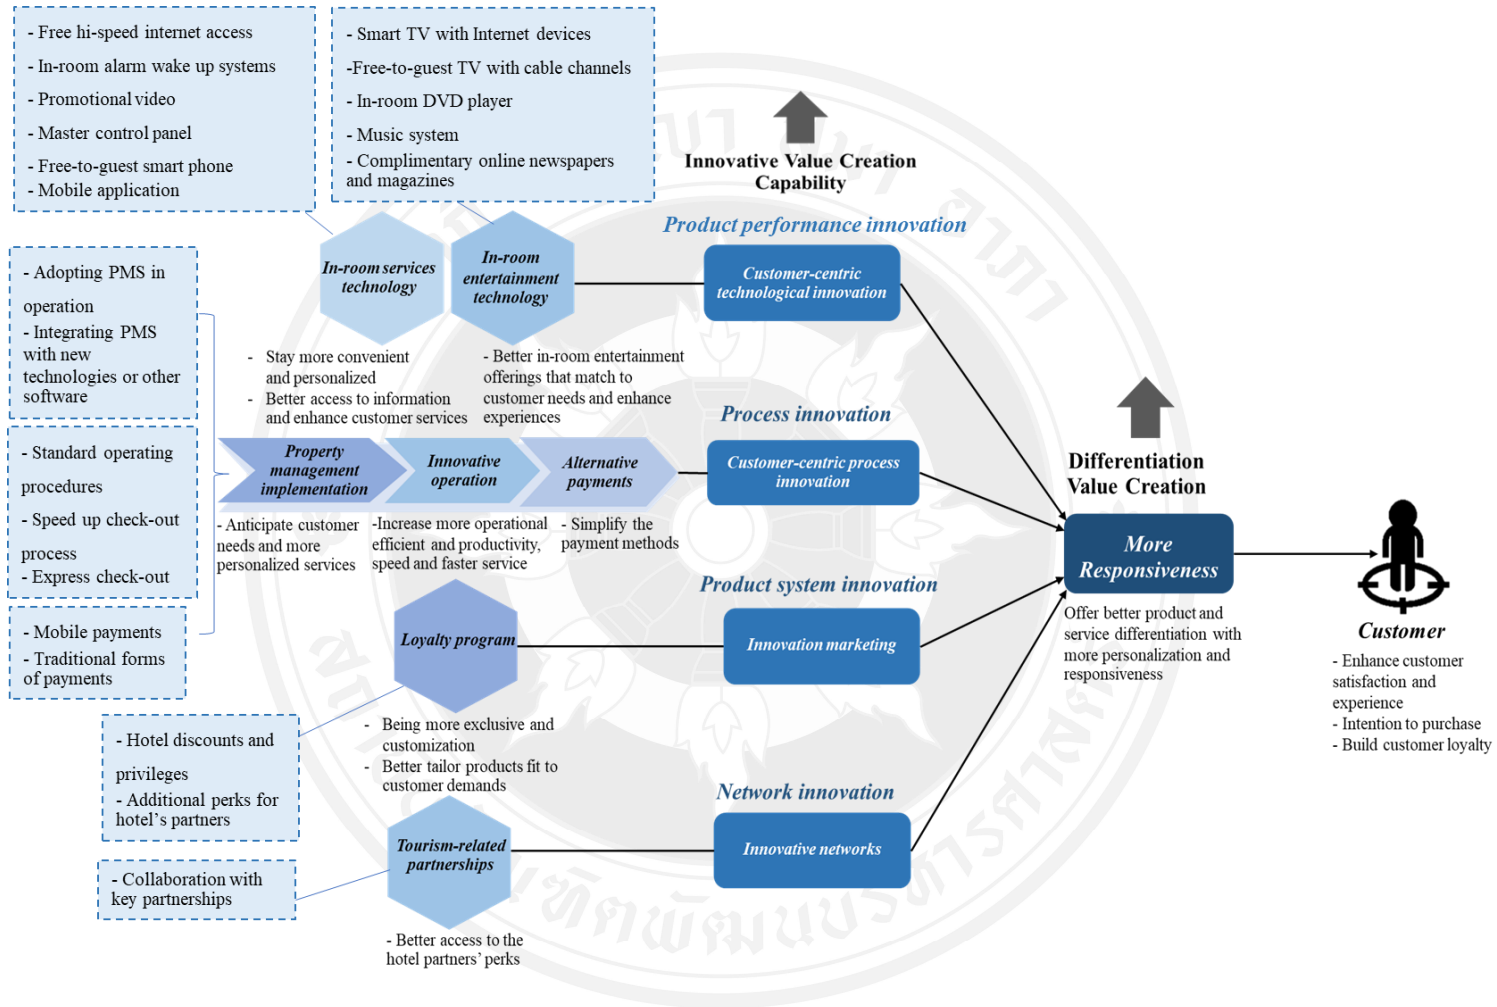 - Free hi-speed internet access
- In-room alarm wake up systems
- Promotional video
- Master control panel
- Free-to-guest smart phone
- Mobile application
- Smart TV with Internet devices
-Free-to-guest TV with cable channels
- In-room DVD player
- Music system
- Complimentary online newspapers
and magazines
Innovative Value Creation
Capability
Product performance innovation
In-room services
technology
In-room
entertainment
technology
Customer-centric
technological innovation
- Adopting PMS in
operation
- Integrating PMS
with new
technologies or other
software
- Stay more convenient
and personalized
- Better access to information
and enhance customer services
- Better in-room entertainment
offerings that match to
customer needs and enhance
experiences
Process innovation
- Standard operating
procedures
- Speed up check-out
process
- Express check-out
Property
management
implementation
Innovative
operation
Alternative
payments
Customer-centric process
innovation
Differentiation
Value Creation
- Anticipate customer
needs and more
personalized services
-Increase more operational
efficient and productivity,
speed and faster service
- Simplify the
payment methods
More
Responsiveness
Offer better product and
service differentiation with
more personalization and
responsiveness
Customer
- Enhance customer
satisfaction and
experience
- Intention to purchase
- Build customer loyalty
- Mobile payments
- Traditional forms
of payments
Product system innovation
Loyalty program
Innovation marketing
- Hotel discounts and
privileges
- Additional perks for
hotel's partners
- Being more exclusive and
customization
- Better tailor products fit to
customer demands
Network innovation
Tourism-related
partnerships
Innovative networks
- Collaboration with
key partnerships
- Better access to the
hotel partners' perks